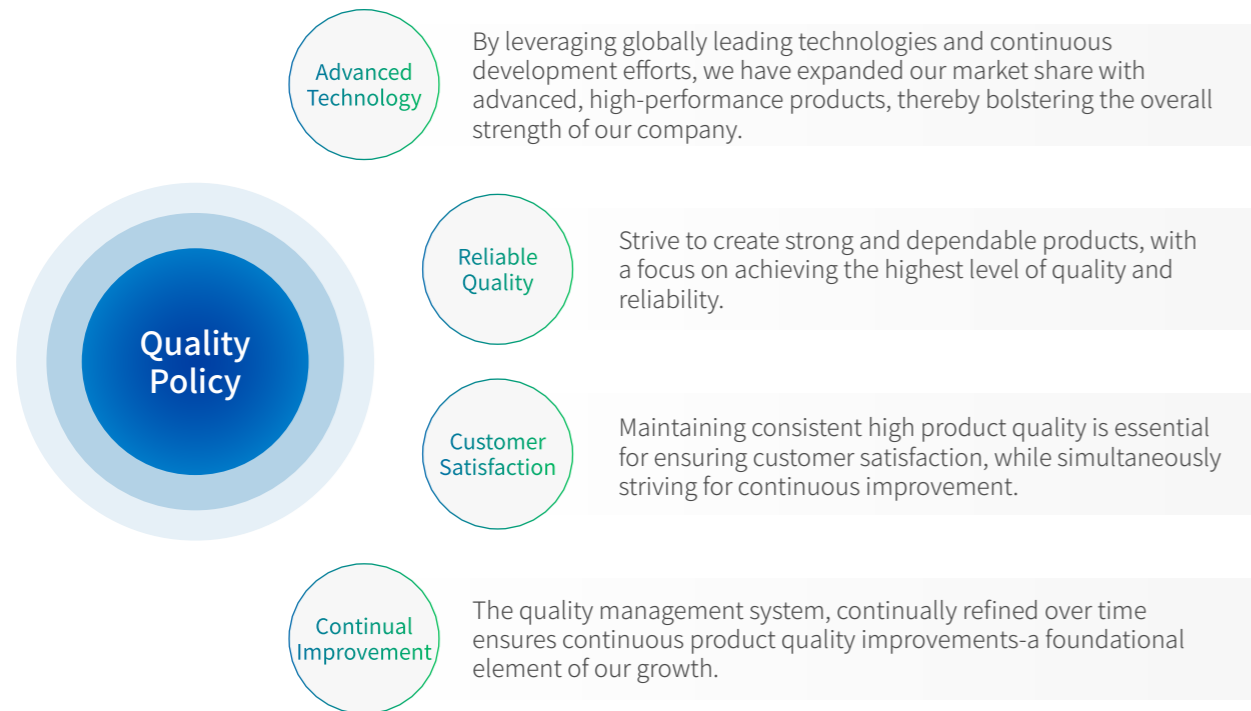 Advanced
Technology
By leveraging globally leading technologies and continuous
development efforts, we have expanded our market share with
advanced, high-performance products, thereby bolstering the overall
strength of our company.
Quality
Policy
Reliable
Quality
Strive to create strong and dependable products, with
a focus on achieving the highest level of quality and
reliability.
Customer
Satisfaction
Maintaining consistent high product quality is essential
for ensuring customer satisfaction, while simultaneously
striving for continuous improvement.
Continual
Improvement
The quality management system, continually refined over time
ensures continuous product quality improvements-a foundational
element of our growth.